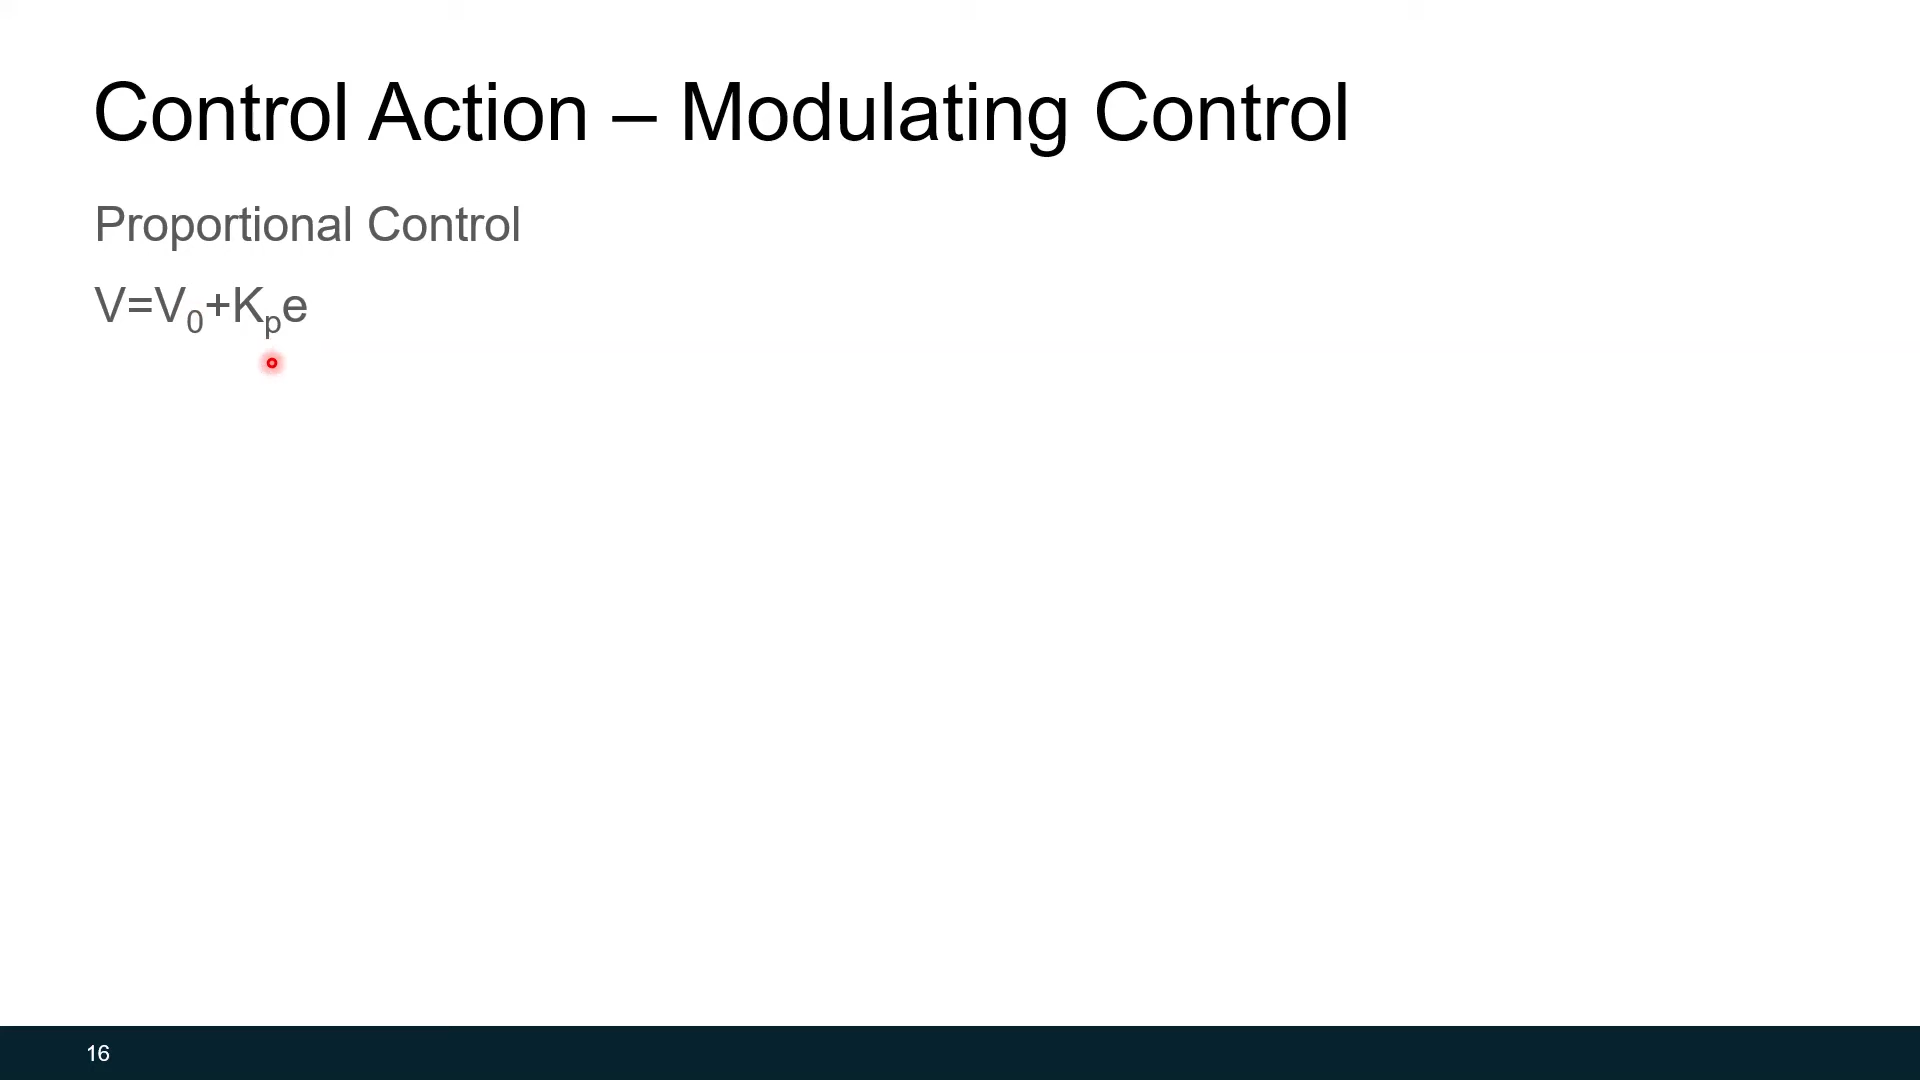 Control Action – Modulating Control
Proportional Control
V=V₀+Kₚe
16